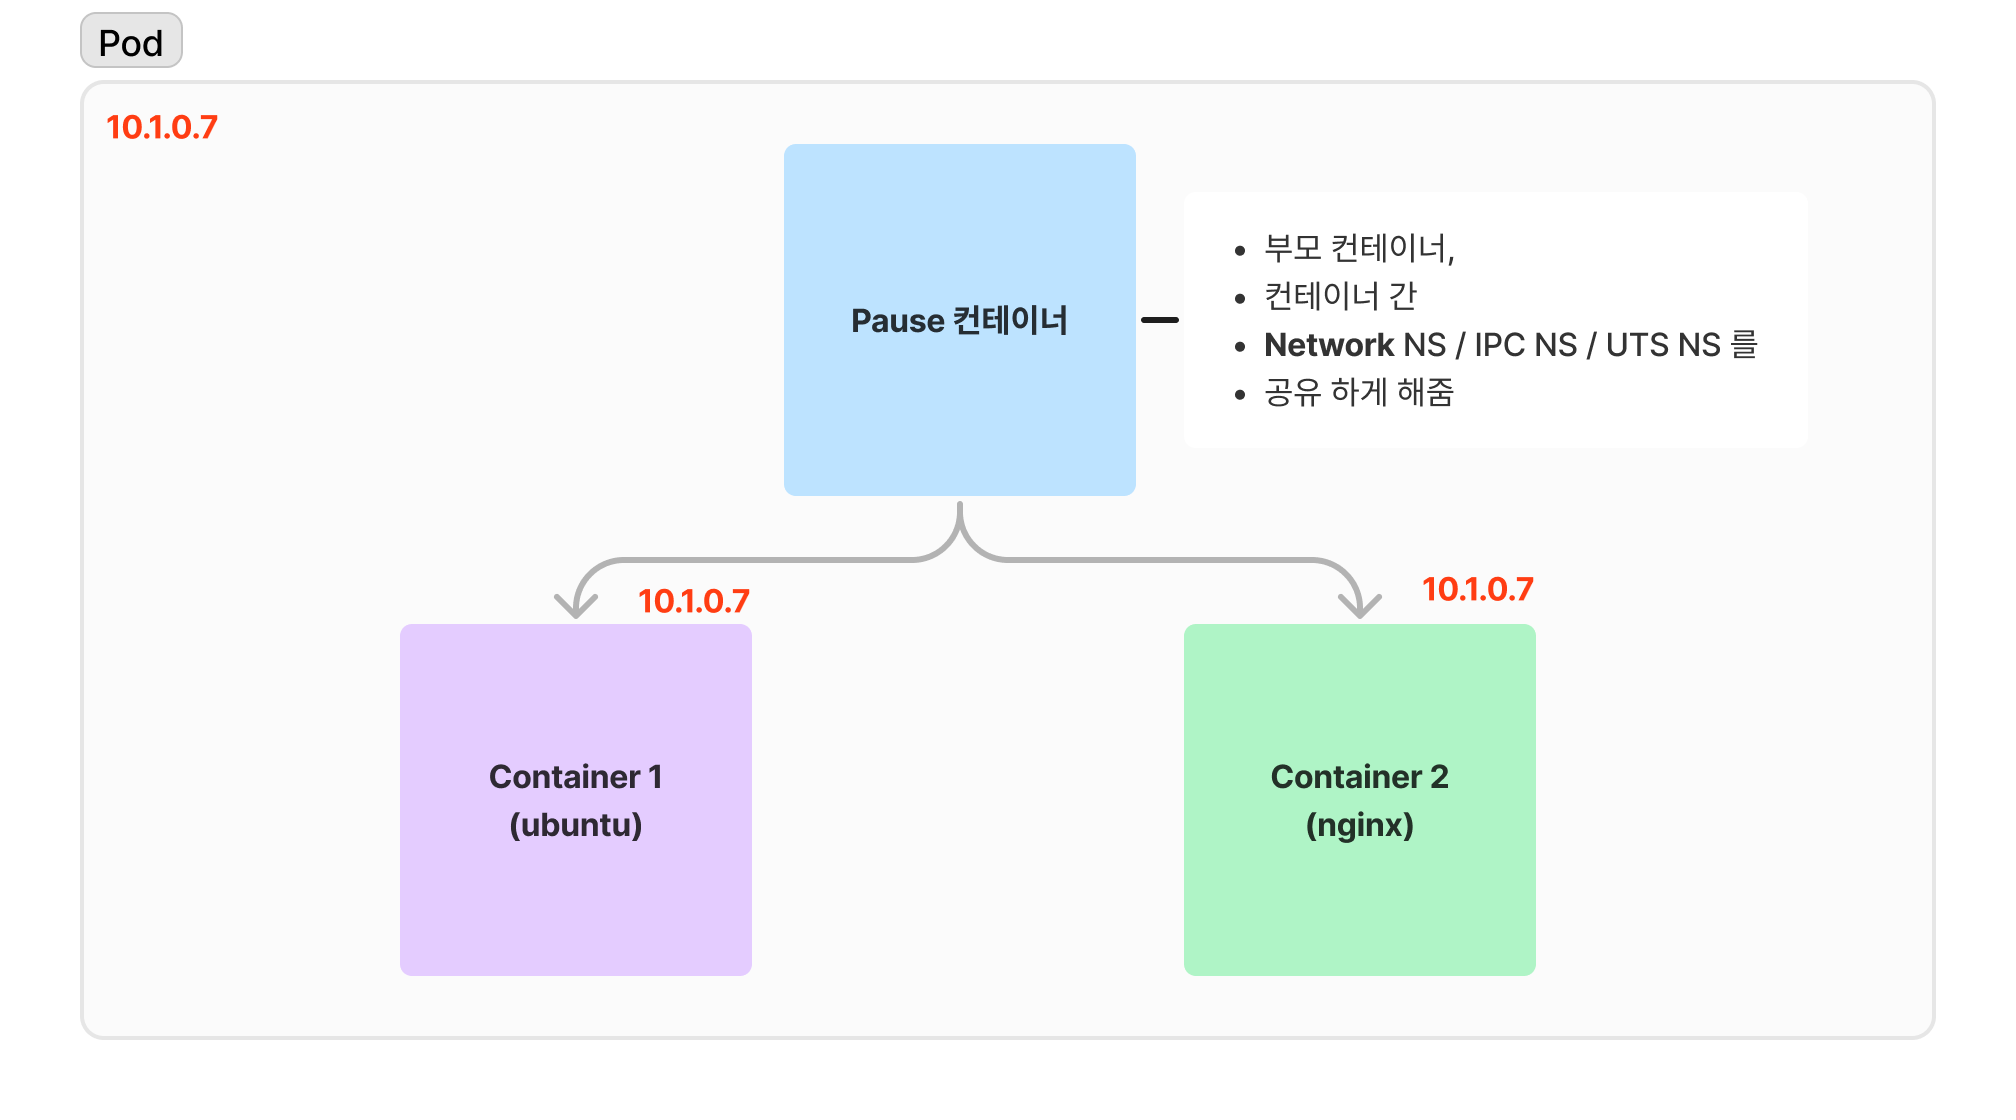 Pod
10.1.0.7
Pause 컨테이너
• 부모 컨테이너,
• 컨테이너 간
• Network NS / IPC NS / UTS NS 를
• 공유 하게 해줌
10.1.0.7
10.1.0.7
Container 1
(ubuntu)
Container 2
(nginx)